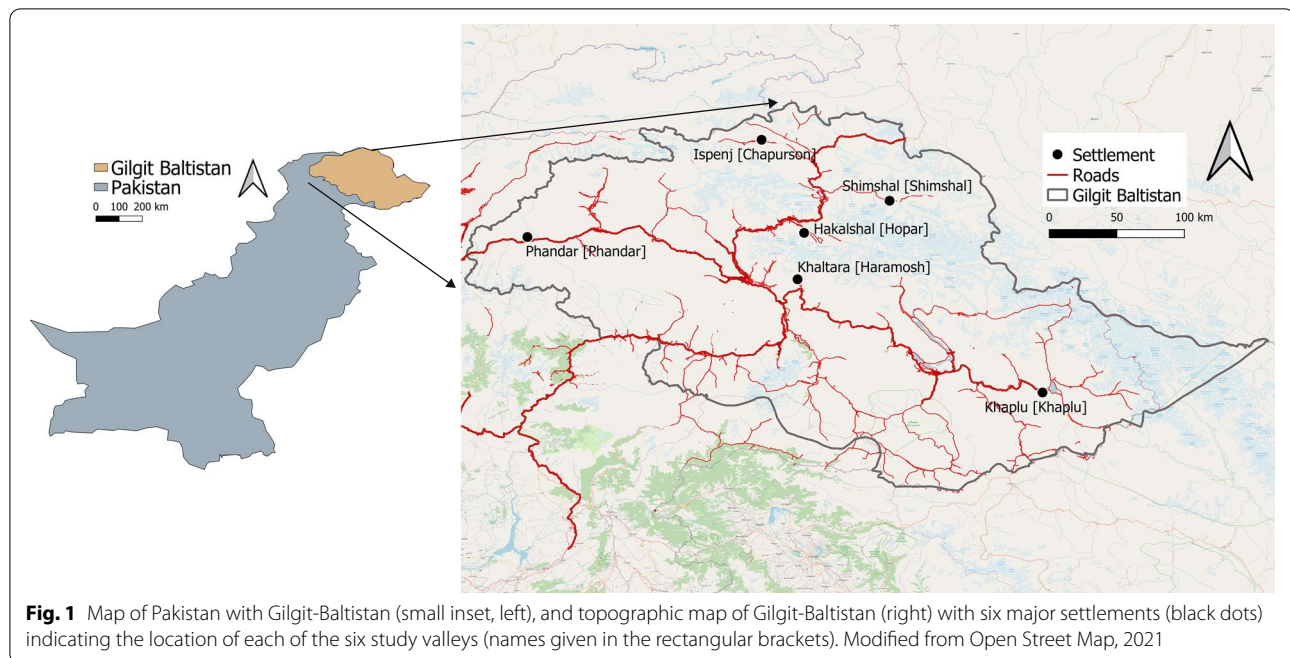 Gilgit Baltistan
Pakistan
0 100 200 km
Ispenj [Chapurson]
Shimshal [Shimshal]
Hakalshal [Hopar]
Phandar [Phandar]
Khaltara [Haramosh]
Khaplu [Khaplu]
Settlement
Roads
Gilgit Baltistan
0 50 100 km
Fig. 1 Map of Pakistan with Gilgit-Baltistan (small inset, left), and topographic map of Gilgit-Baltistan (right) with six major settlements (black dots)
indicating the location of each of the six study valleys (names given in the rectangular brackets). Modified from Open Street Map, 2021